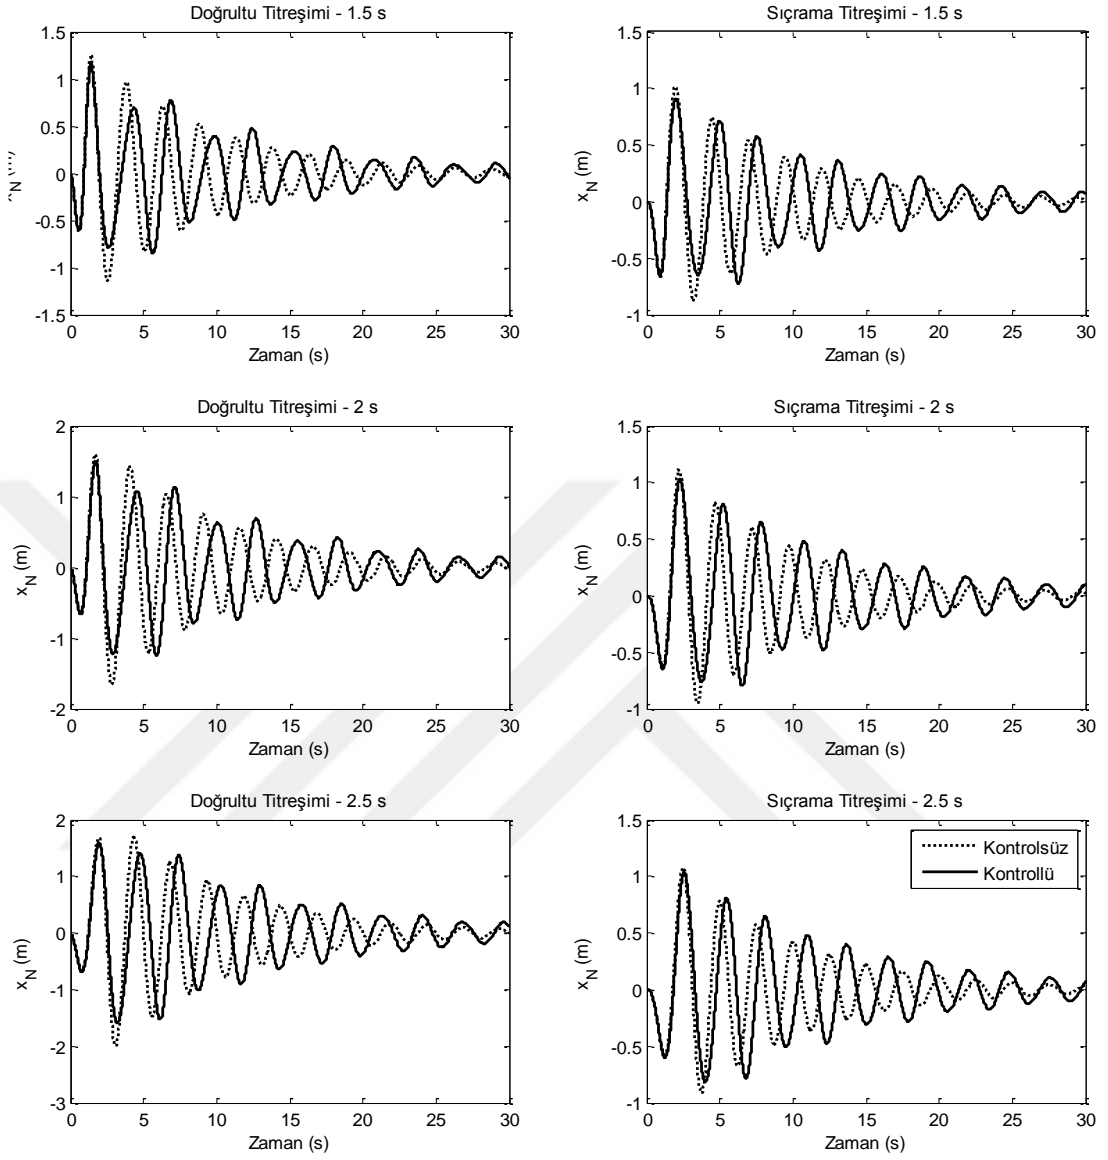 Doğrultu Titreşimi - 1.5 s
1.5
1
0.5
0
-0.5
-1
-1.5
0 5 10 15 20 25 30
Zaman (s)
Sıçrama Titreşimi - 1.5 s
x_N (m)
1.5
1
0.5
0
-0.5
-1
0 5 10 15 20 25 30
Zaman (s)
Doğrultu Titreşimi - 2 s
x_N (m)
2
1
0
-1
-2
0 5 10 15 20 25 30
Zaman (s)
Sıçrama Titreşimi - 2 s
x_N (m)
1.5
1
0.5
0
-0.5
-1
0 5 10 15 20 25 30
Zaman (s)
Doğrultu Titreşimi - 2.5 s
x_N (m)
2
1
0
-1
-2
-3
0 5 10 15 20 25 30
Zaman (s)
Sıçrama Titreşimi - 2.5 s
x_N (m)
1.5
1
0.5
0
-0.5
-1
0 5 10 15 20 25 30
Zaman (s)
Kontrolsüz
Kontrollü